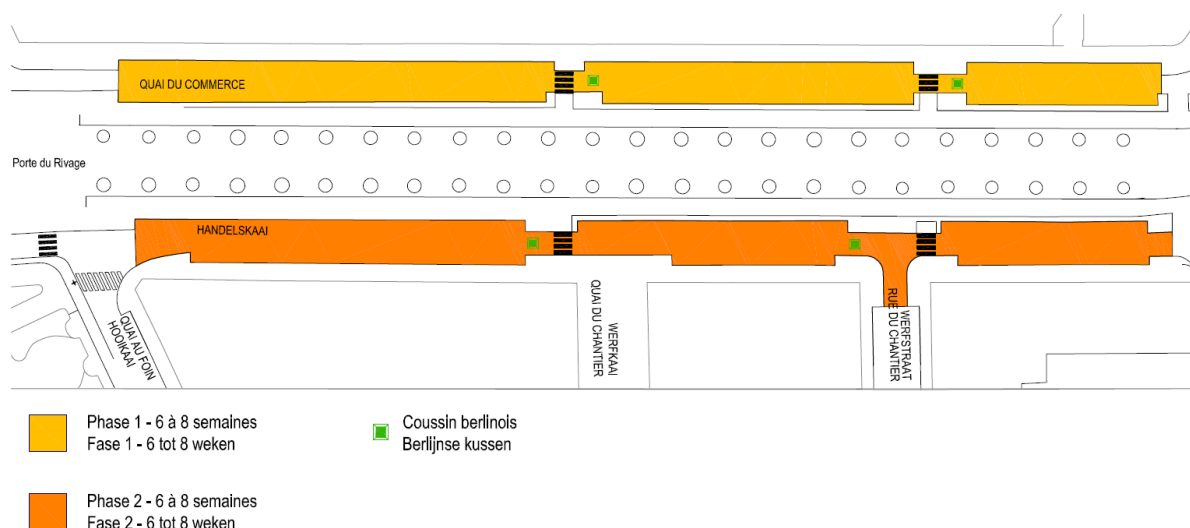 QUAI DU COMMERCE
Porte du Rivage
HANDELSKAAI
QUAI AU FOIN
HOOIKAAI
QUAI DU CHANTIER
WERFKAAI
RUE DU CHANTIER
WERFSTRAAT
Phase 1 - 6 à 8 semaines
Fase 1 - 6 tot 8 weken
Coussin berlinois
Berlijnse kussen
Phase 2 - 6 à 8 semaines
Fase 2 - 6 tot 8 weken